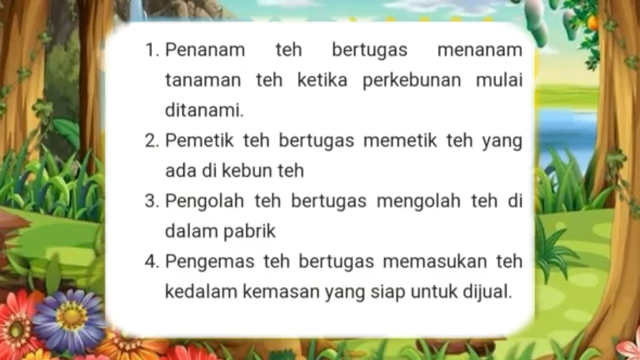 1. Penanam teh bertugas menanam
tanaman teh ketika perkebunan mulai
ditanami.
2. Pemetik teh bertugas memetik teh yang
ada di kebun teh
3. Pengolah teh bertugas mengolah teh di
dalam pabrik
4. Pengemas teh bertugas memasukan teh
kedalam kemasan yang siap untuk dijual.